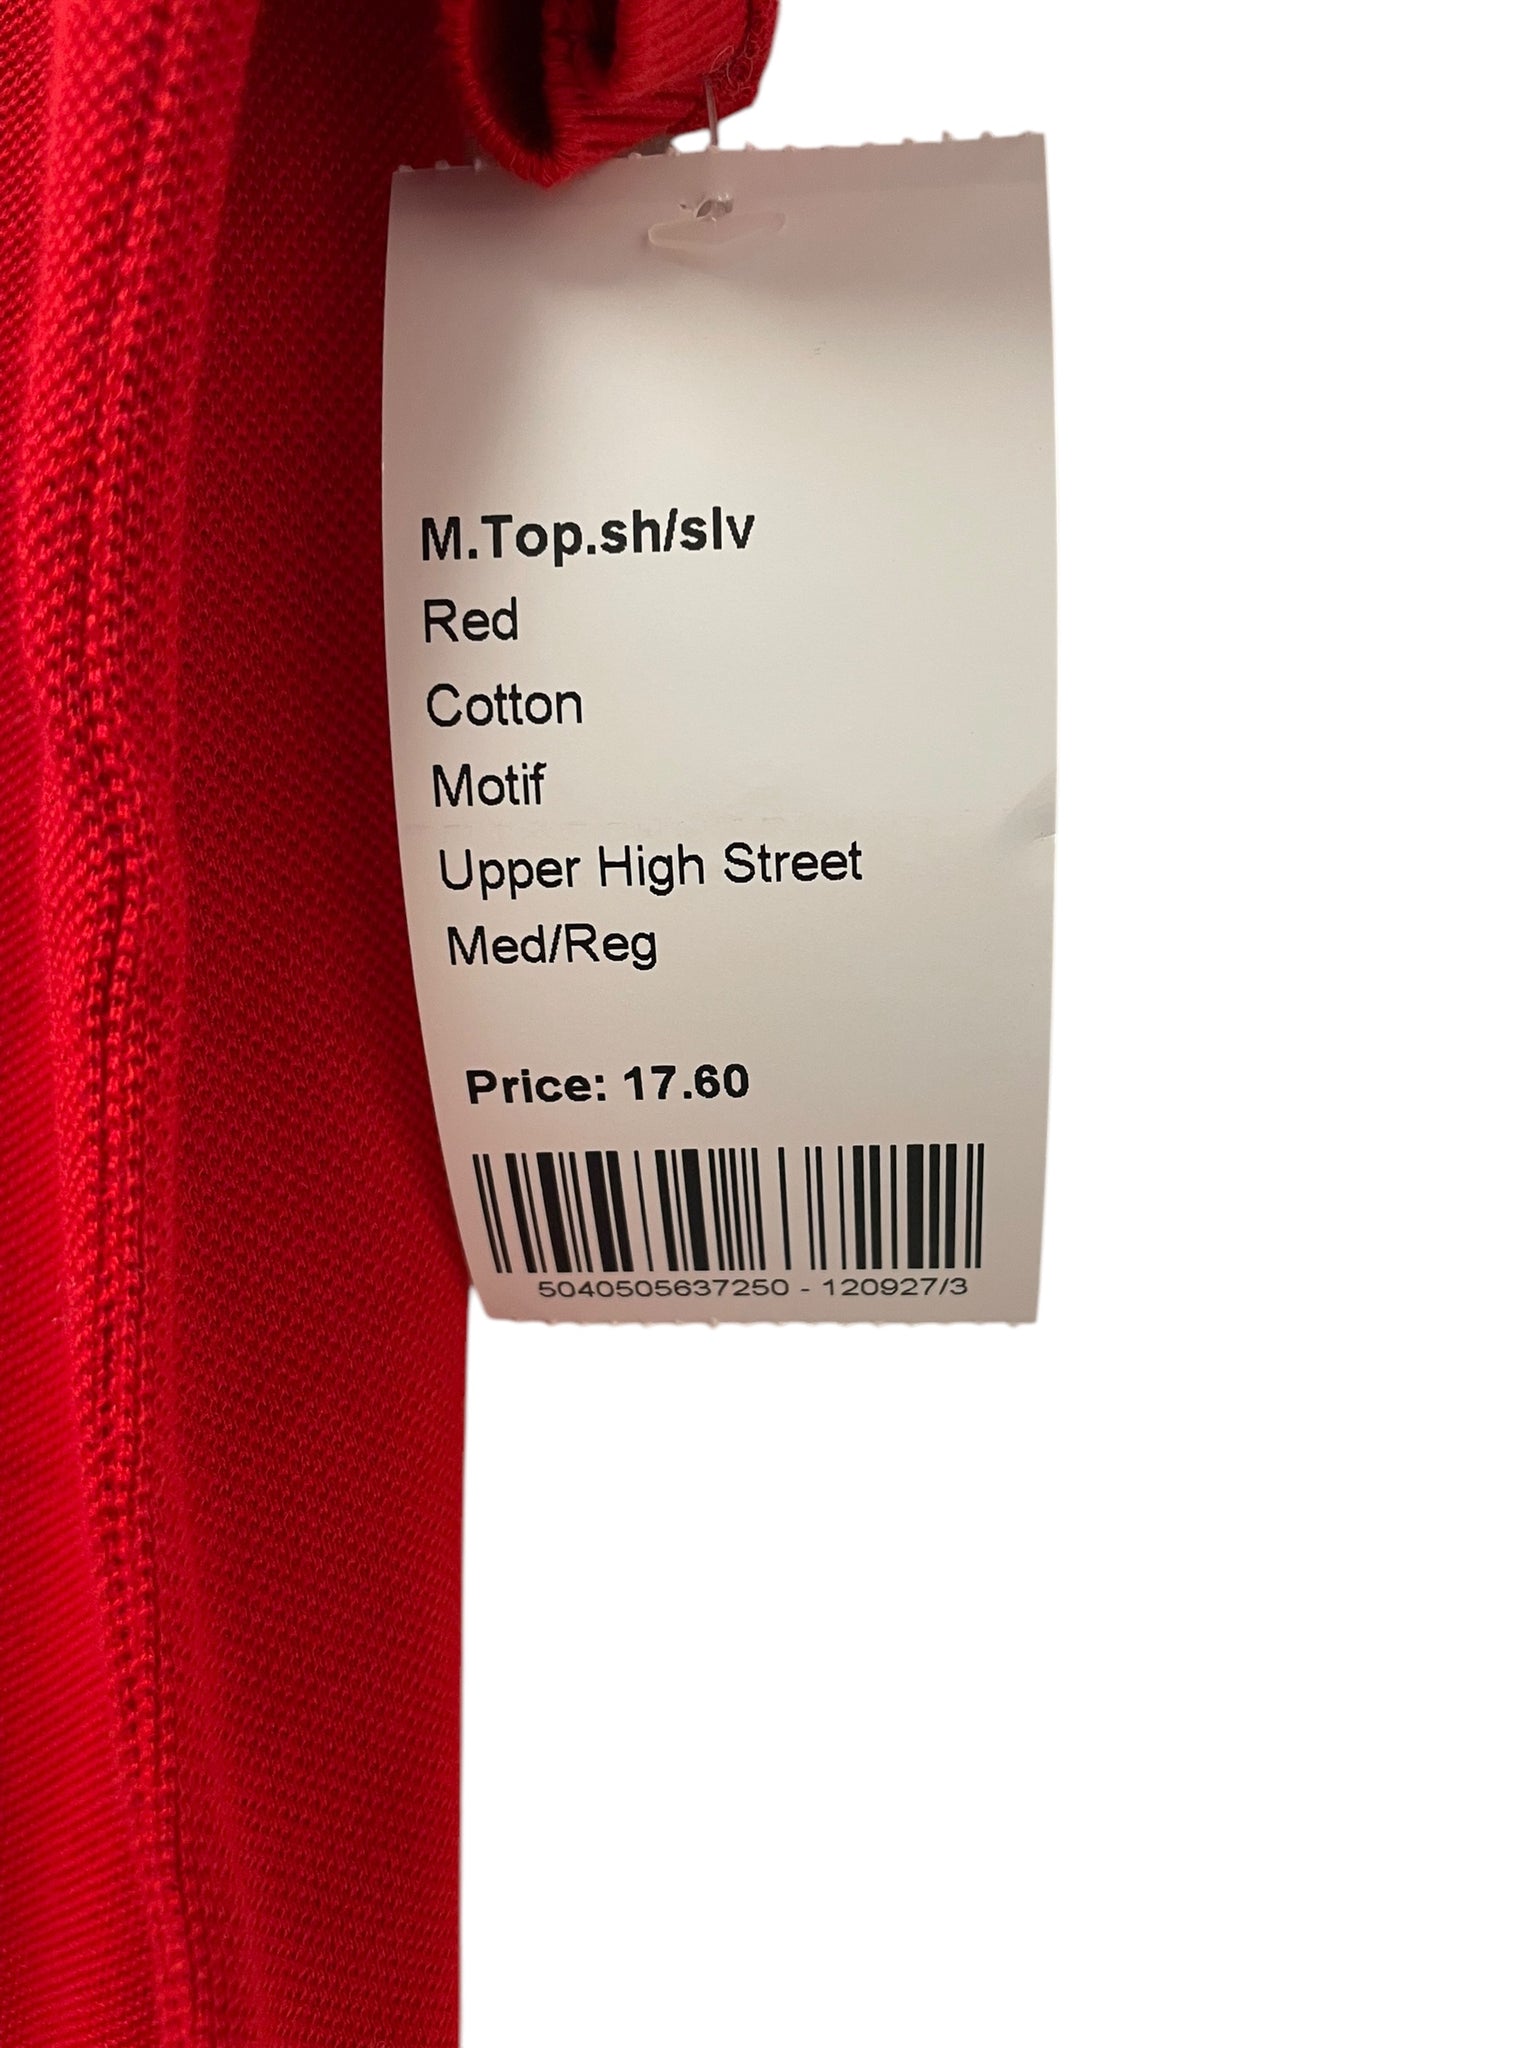 M.Top.sh/slv
Red
Cotton
Motif
Upper High Street
Med/Reg
Price: 17.60
5040505637250 - 120927/3